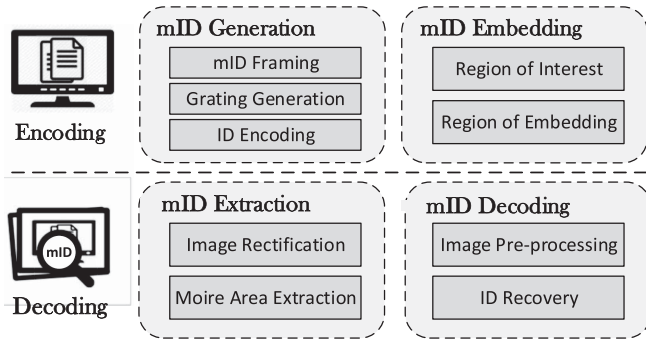 mID Generation
mID Framing
Grating Generation
ID Encoding
mID Embedding
Region of Interest
Region of Embedding
Encoding
mID Extraction
Image Rectification
Moire Area Extraction
mID Decoding
Image Pre-processing
ID Recovery
mID
Decoding